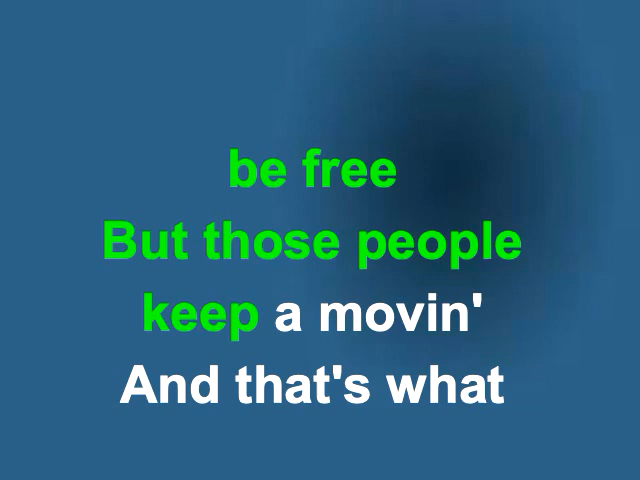 be free
But those people
keep a movin'
And that's what